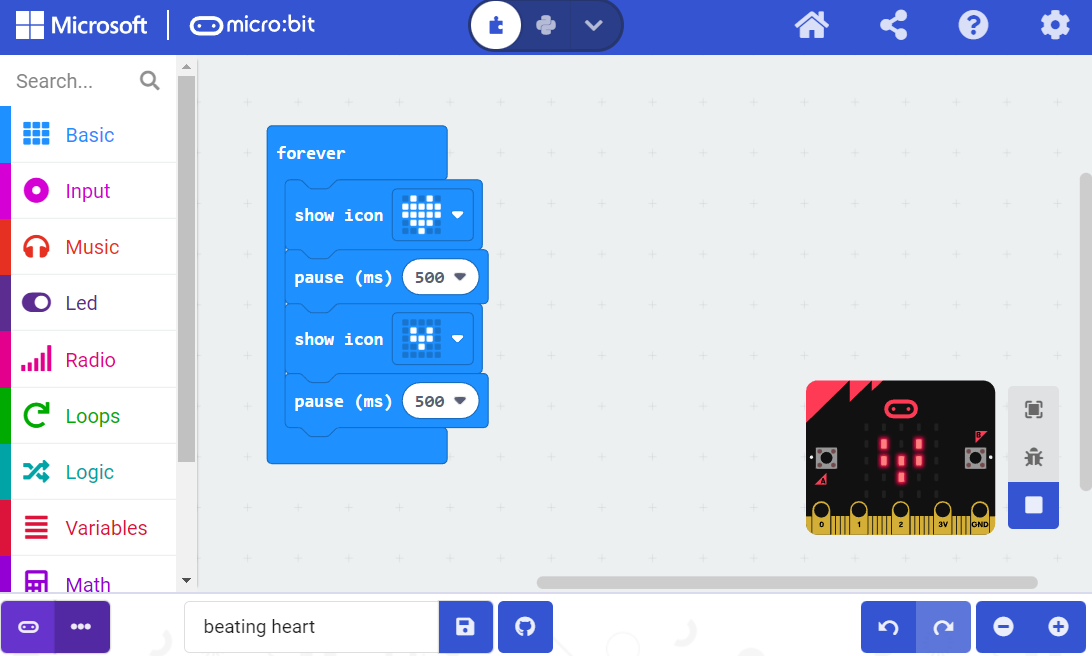 Microsoft
micro:bit
Search...
Basic
Input
Music
Led
Radio
Loops
Logic
Variables
Math
forever
show icon
pause (ms) 500
show icon
pause (ms) 500
B
A
0 1 2 3V GND
beating heart